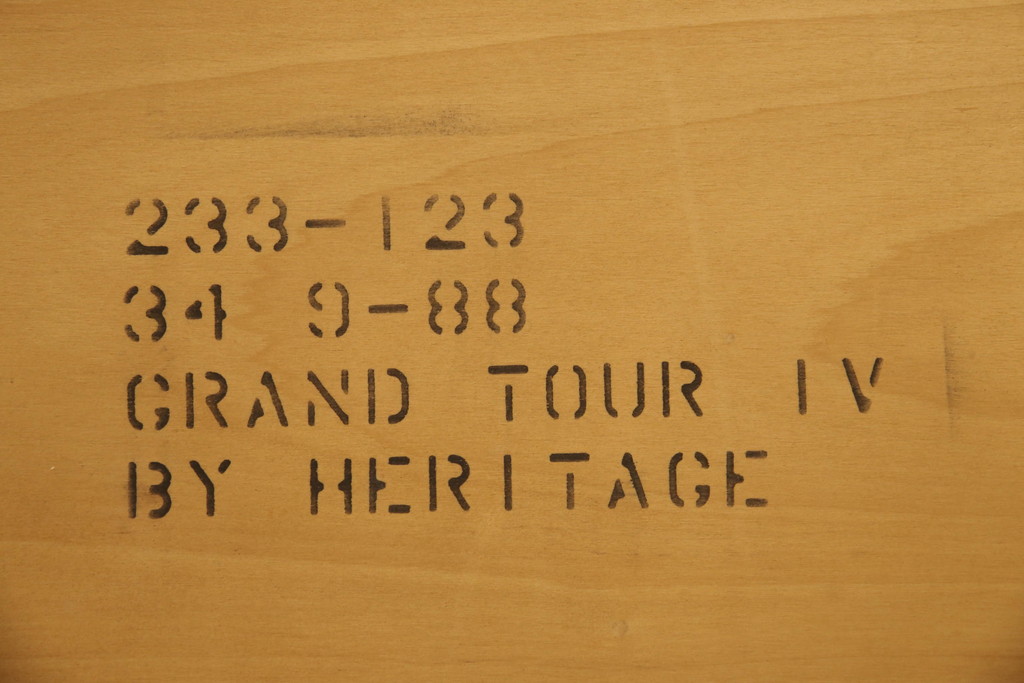 233-123
34 9-88
GRAND TOUR IV
BY HERITAGE